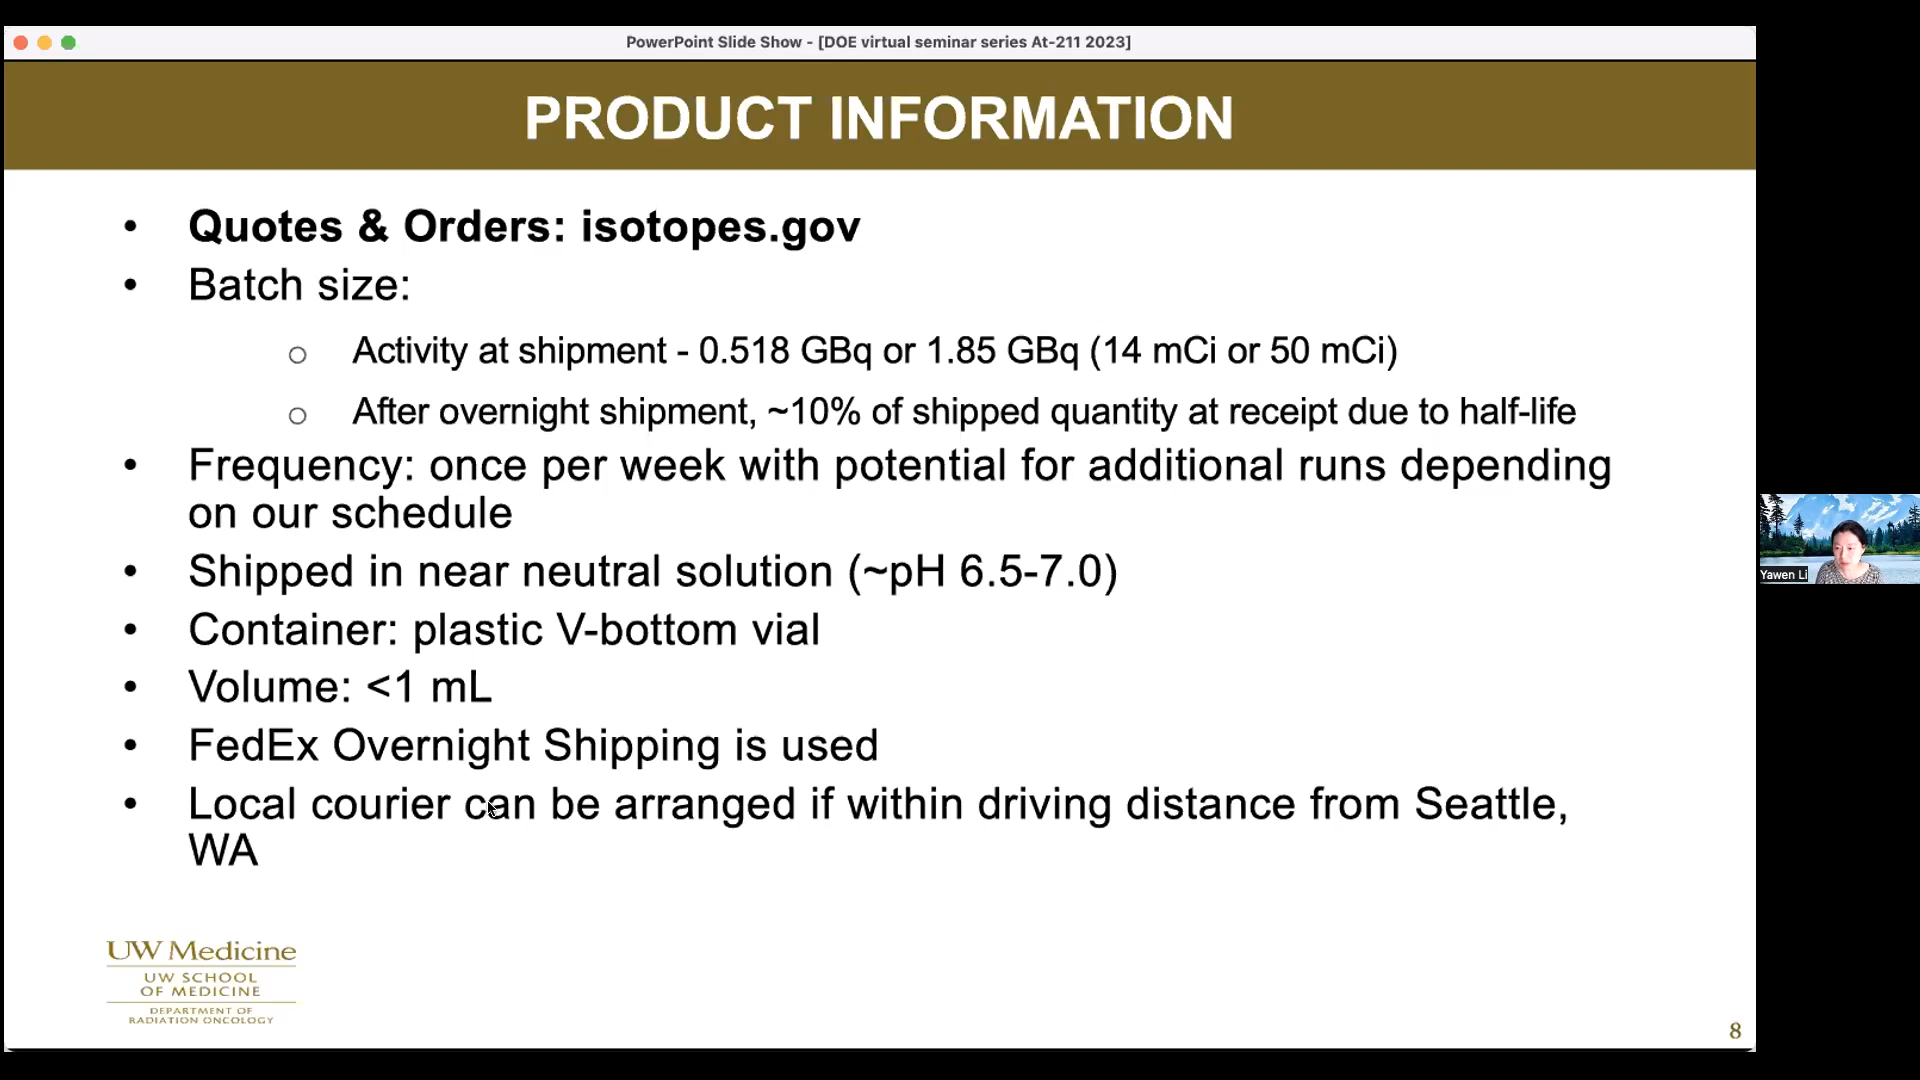 PowerPoint Slide Show - [DOE virtual seminar series At-211 2023]
PRODUCT INFORMATION
• Quotes & Orders: isotopes.gov
• Batch size:
○ Activity at shipment - 0.518 GBq or 1.85 GBq (14 mCi or 50 mCi)
○ After overnight shipment, ~10% of shipped quantity at receipt due to half-life
• Frequency: once per week with potential for additional runs depending
on our schedule
• Shipped in near neutral solution (~pH 6.5-7.0)
• Container: plastic V-bottom vial
• Volume: <1 mL
• FedEx Overnight Shipping is used
• Local courier can be arranged if within driving distance from Seattle,
WA
Yawen Li
UW Medicine
UW SCHOOL
OF MEDICINE
DEPARTMENT OF
RADIATION ONCOLOGY
8